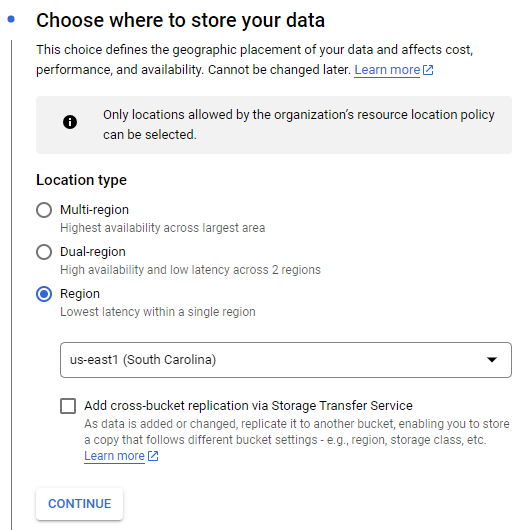 Choose where to store your data
This choice defines the geographic placement of your data and affects cost,
performance, and availability. Cannot be changed later. Learn more
Only locations allowed by the organization's resource location policy
can be selected.
Location type
Multi-region
Highest availability across largest area
Dual-region
High availability and low latency across 2 regions
Region
Lowest latency within a single region
us-east1 (South Carolina)
Add cross-bucket replication via Storage Transfer Service
As data is added or changed, replicate it to another bucket, enabling you to store
a copy that follows different bucket settings - e.g., region, storage class, etc.
Learn more
CONTINUE